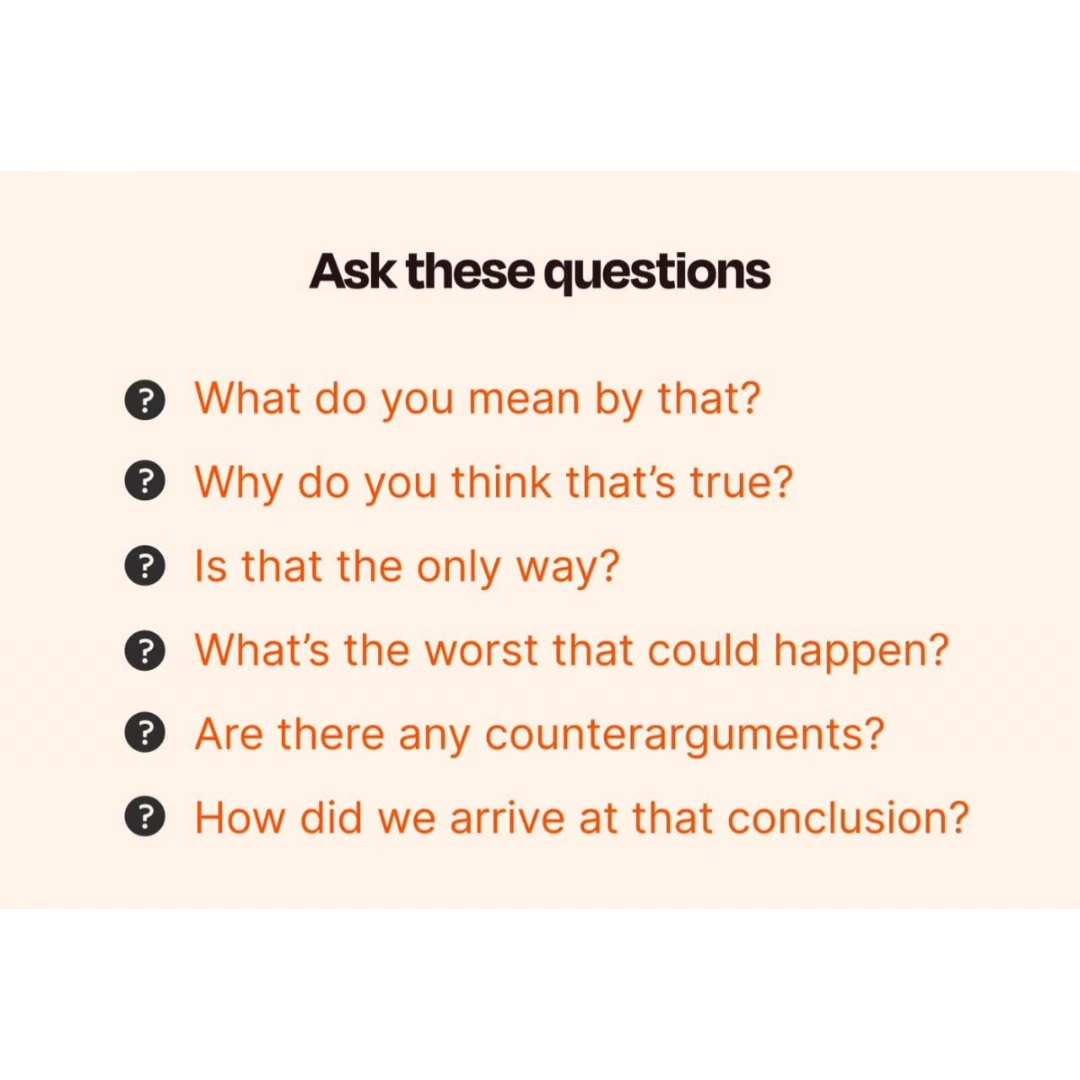 Ask these questions
? What do you mean by that?
? Why do you think that’s true?
? Is that the only way?
? What’s the worst that could happen?
? Are there any counterarguments?
? How did we arrive at that conclusion?